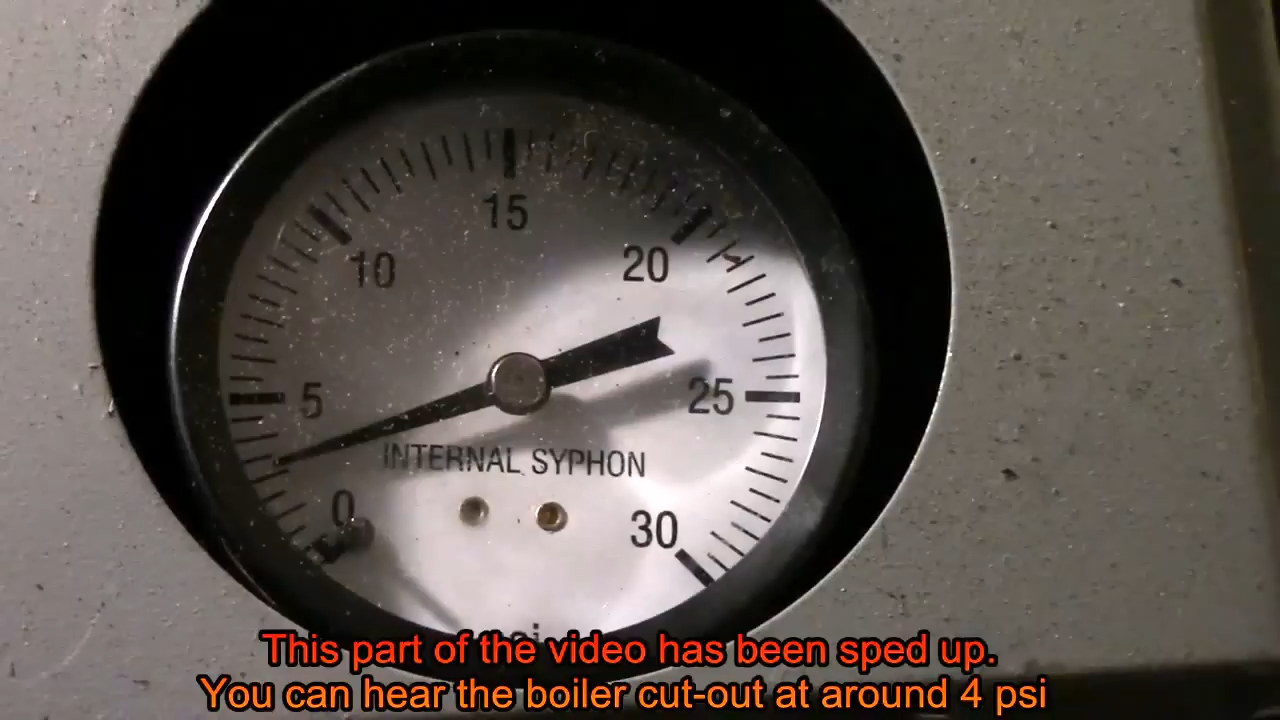 15
10
20
5
25
INTERNAL SYPHON
0
30
This part of the video has been sped up.
You can hear the boiler cut-out at around 4 psi